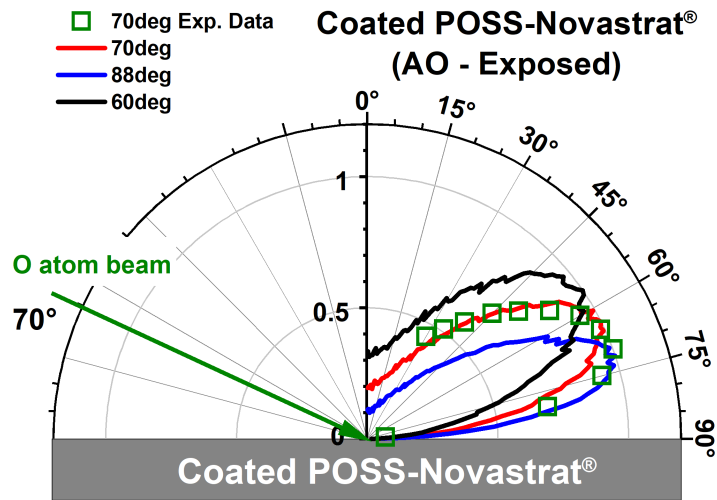 70deg Exp. Data
70deg
88deg
60deg
Coated POSS-Novastrat®
(AO - Exposed)
0°
15°
30°
45°
60°
75°
90°
1
0.5
0
O atom beam
70°
Coated POSS-Novastrat®